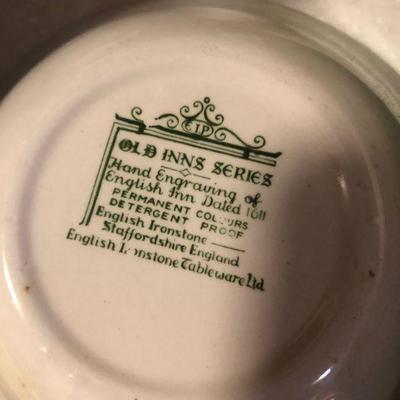 EIP
OLD INNS SERIES
Hand Engraving of
English Inn Dated 1611
PERMANENT COLOURS
DETERGENT PROOF
English Ironstone
Staffordshire England
English Ironstone Tableware Ltd